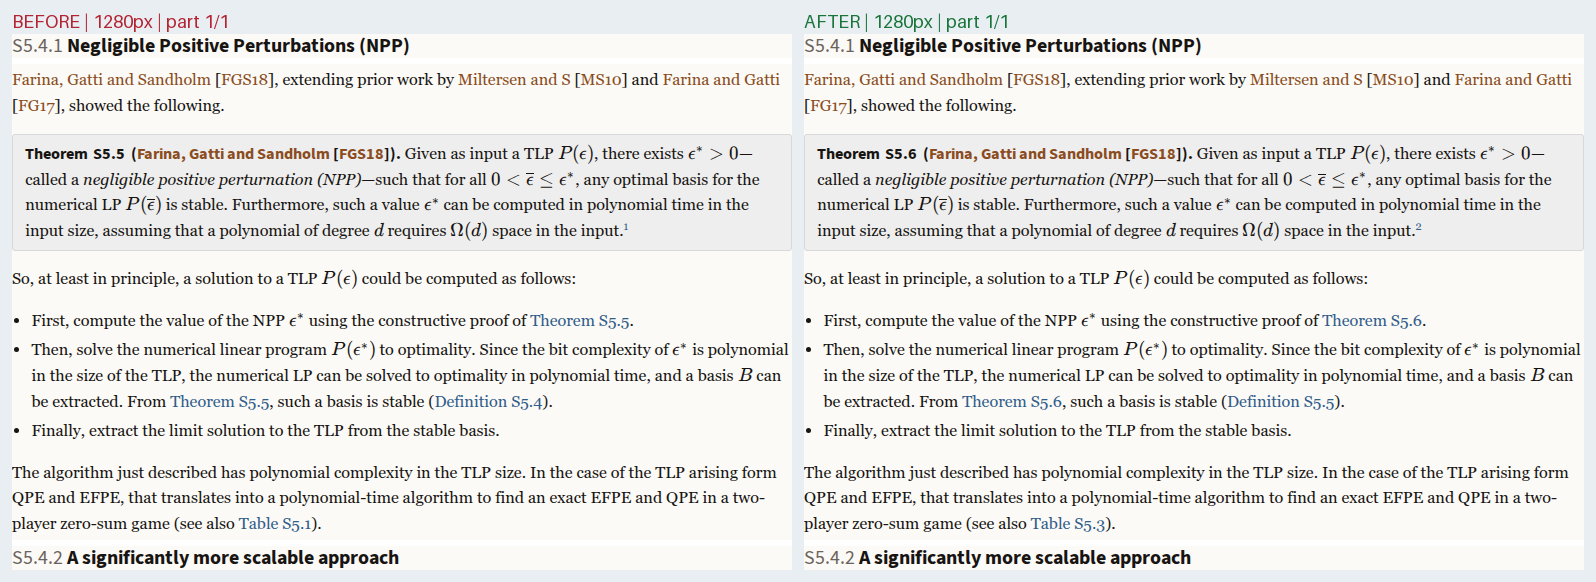 BEFORE | 1280px | part 1/1
S5.4.1 Negligible Positive Perturbations (NPP)
Farina, Gatti and Sandholm [FGS18], extending prior work by Miltersen and S [MS10] and Farina and Gatti
[FG17], showed the following.
Theorem S5.5 (Farina, Gatti and Sandholm [FGS18]). Given as input a TLP P(ϵ), there exists ϵ* > 0—
called a negligible positive perturnation (NPP)—such that for all 0 < ϵ̅ ≤ ϵ*, any optimal basis for the
numerical LP P(ϵ̅) is stable. Furthermore, such a value ϵ* can be computed in polynomial time in the
input size, assuming that a polynomial of degree d requires Ω(d) space in the input.¹
So, at least in principle, a solution to a TLP P(ϵ) could be computed as follows:
• First, compute the value of the NPP ϵ* using the constructive proof of Theorem S5.5.
• Then, solve the numerical linear program P(ϵ*) to optimality. Since the bit complexity of ϵ* is polynomial
in the size of the TLP, the numerical LP can be solved to optimality in polynomial time, and a basis B can
be extracted. From Theorem S5.5, such a basis is stable (Definition S5.4).
• Finally, extract the limit solution to the TLP from the stable basis.
The algorithm just described has polynomial complexity in the TLP size. In the case of the TLP arising form
QPE and EFPE, that translates into a polynomial-time algorithm to find an exact EFPE and QPE in a two-
player zero-sum game (see also Table S5.1).
S5.4.2 A significantly more scalable approach
AFTER | 1280px | part 1/1
S5.4.1 Negligible Positive Perturbations (NPP)
Farina, Gatti and Sandholm [FGS18], extending prior work by Miltersen and S [MS10] and Farina and Gatti
[FG17], showed the following.
Theorem S5.6 (Farina, Gatti and Sandholm [FGS18]). Given as input a TLP P(ϵ), there exists ϵ* > 0—
called a negligible positive perturnation (NPP)—such that for all 0 < ϵ̅ ≤ ϵ*, any optimal basis for the
numerical LP P(ϵ̅) is stable. Furthermore, such a value ϵ* can be computed in polynomial time in the
input size, assuming that a polynomial of degree d requires Ω(d) space in the input.²
So, at least in principle, a solution to a TLP P(ϵ) could be computed as follows:
• First, compute the value of the NPP ϵ* using the constructive proof of Theorem S5.6.
• Then, solve the numerical linear program P(ϵ*) to optimality. Since the bit complexity of ϵ* is polynomial
in the size of the TLP, the numerical LP can be solved to optimality in polynomial time, and a basis B can
be extracted. From Theorem S5.6, such a basis is stable (Definition S5.5).
• Finally, extract the limit solution to the TLP from the stable basis.
The algorithm just described has polynomial complexity in the TLP size. In the case of the TLP arising form
QPE and EFPE, that translates into a polynomial-time algorithm to find an exact EFPE and QPE in a two-
player zero-sum game (see also Table S5.3).
S5.4.2 A significantly more scalable approach